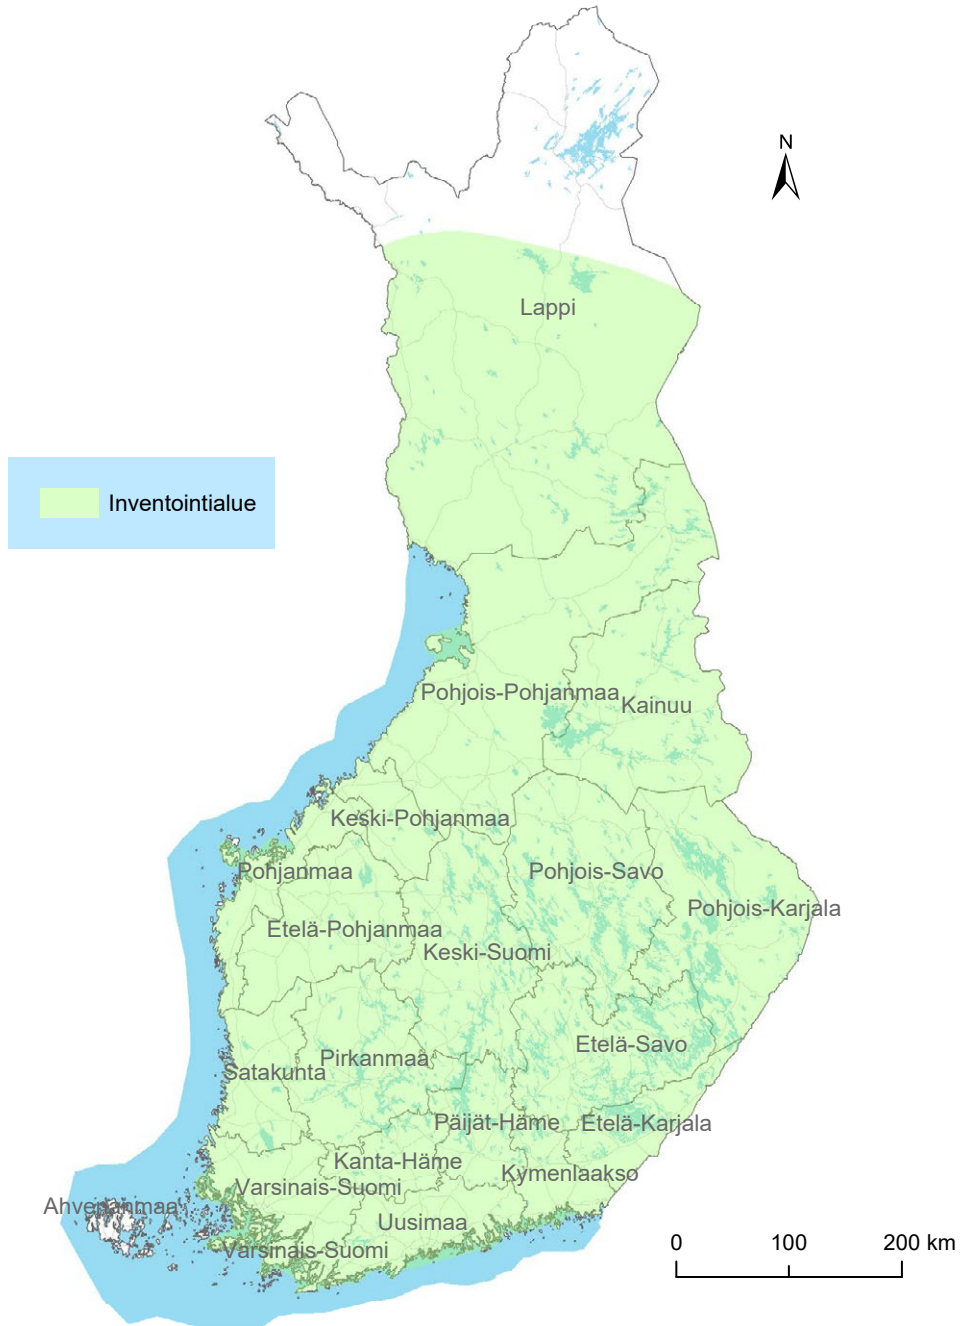 N
Lappi
Inventointialue
Pohjois-Pohjanmaa
Kainuu
Keski-Pohjanmaa
Pohjanmaa
Pohjois-Savo
Pohjois-Karjala
Etelä-Pohjanmaa
Keski-Suomi
Etelä-Savo
Pirkanmaa
Satakunta
Päijät-Häme
Etelä-Karjala
Kanta-Häme
Kymenlaakso
Varsinais-Suomi
Ahvenanmaa
Uusimaa
Varsinais-Suomi
0 100 200 km